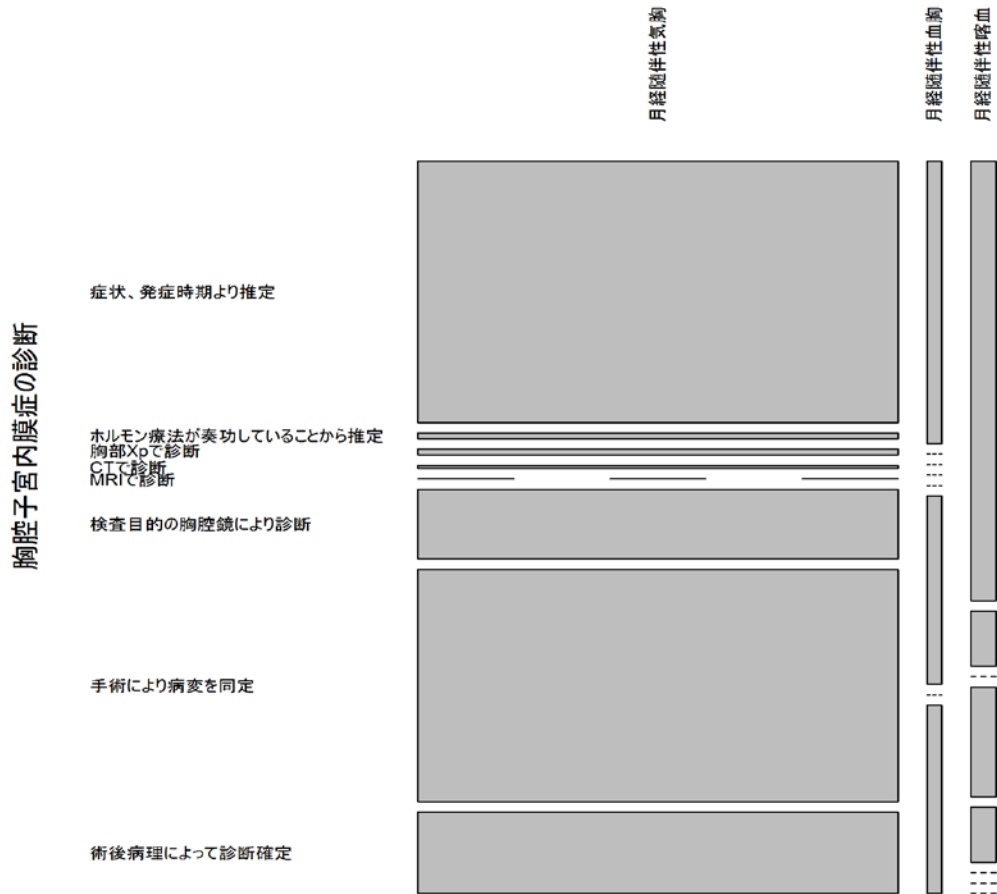 月経随伴性気胸
月経随伴性血胸
月経随伴性喀血
胸腔子宮内膜症の診断
症状、発症時期より推定
ホルモン療法が奏功していることから推定
胸部Xpで診断
CTで診断
MRIで診断
検査目的の胸腔鏡により診断
手術により病変を同定
術後病理によって診断確定